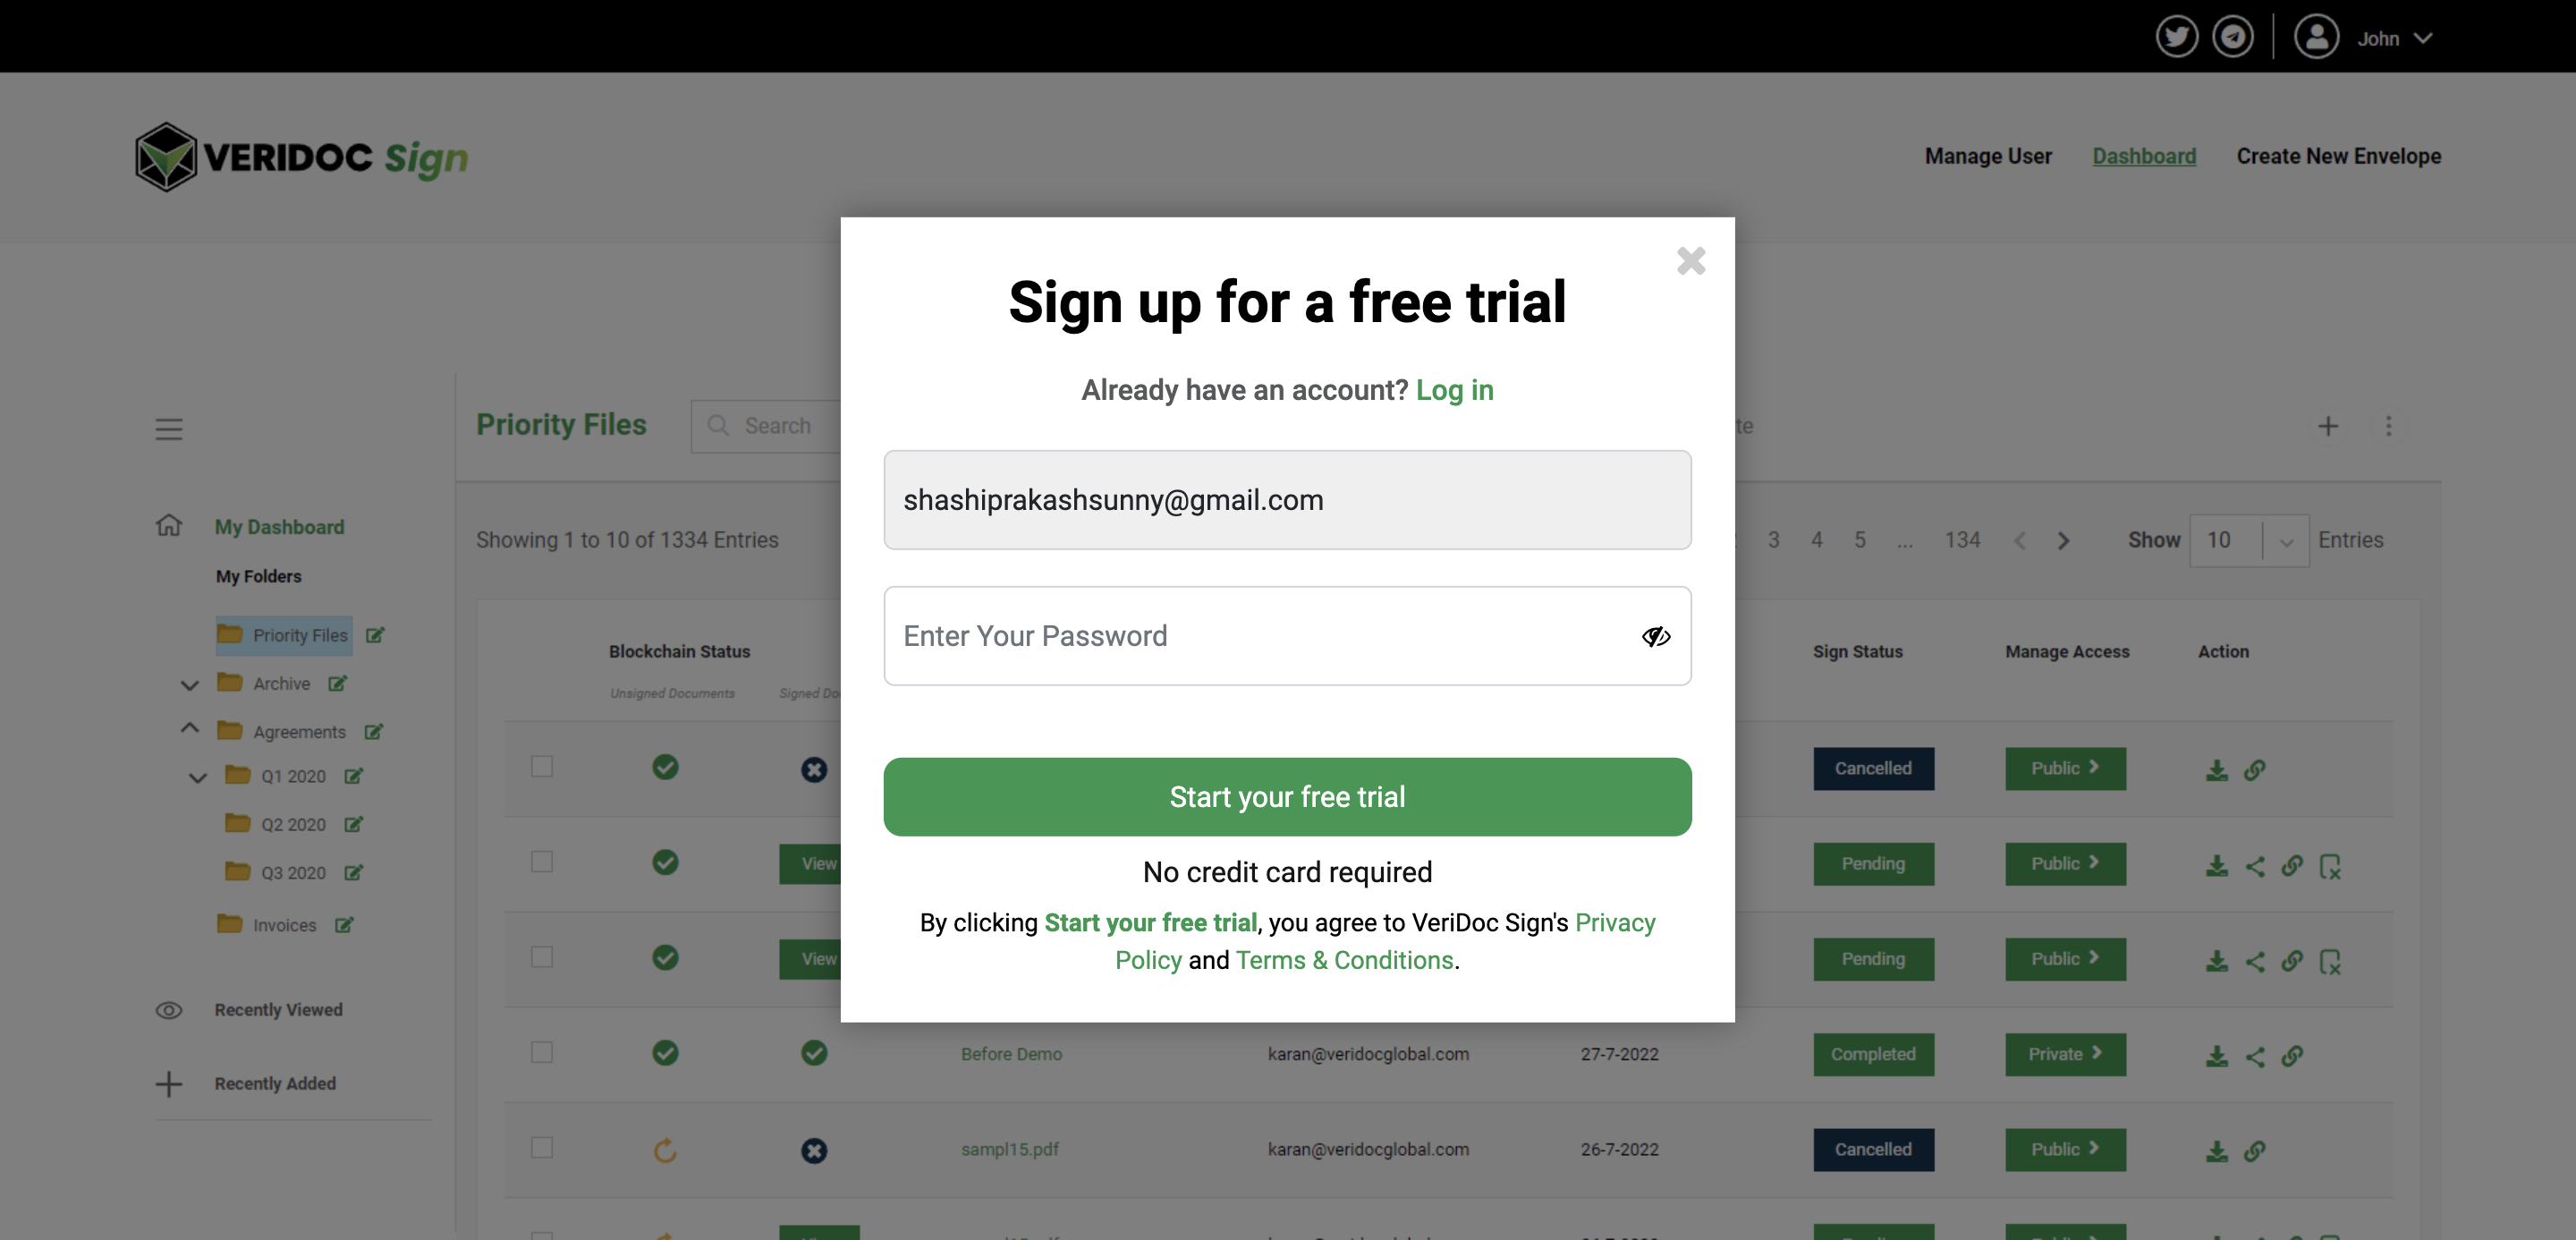 John
VERIDOC Sign
Manage User Dashboard Create New Envelope
Sign up for a free trial
Already have an account? Log in
shashiprakashsunny@gmail.com
Enter Your Password
Start your free trial
No credit card required
By clicking Start your free trial, you agree to VeriDoc Sign's Privacy
Policy and Terms & Conditions.
My Dashboard
My Folders
Priority Files
Archive
Agreements
Q1 2020
Q2 2020
Q3 2020
Invoices
Recently Viewed
Recently Added
Priority Files Search
Showing 1 to 10 of 1334 Entries 3 4 5 ... 134 Show 10 Entries
Blockchain Status Sign Status Manage Access Action
Unsigned Documents Signed
Cancelled Public
View Pending Public
View Pending Public
Before Demo karan@veridocglobal.com 27-7-2022 Completed Private
sampl15.pdf karan@veridocglobal.com 26-7-2022 Cancelled Public